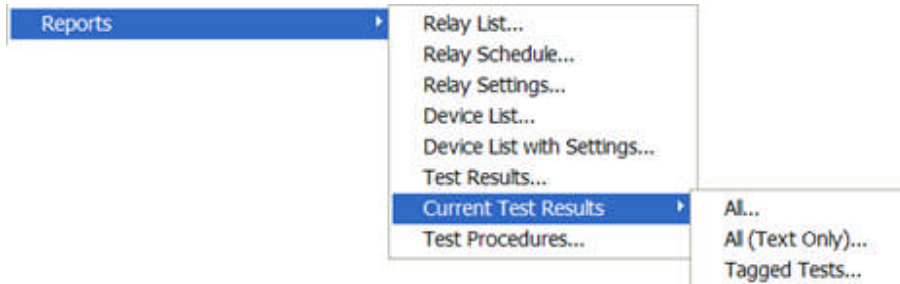 Reports
Relay List...
Relay Schedule...
Relay Settings...
Device List...
Device List with Settings...
Test Results...
Current Test Results
Test Procedures...
All...
All (Text Only)...
Tagged Tests...